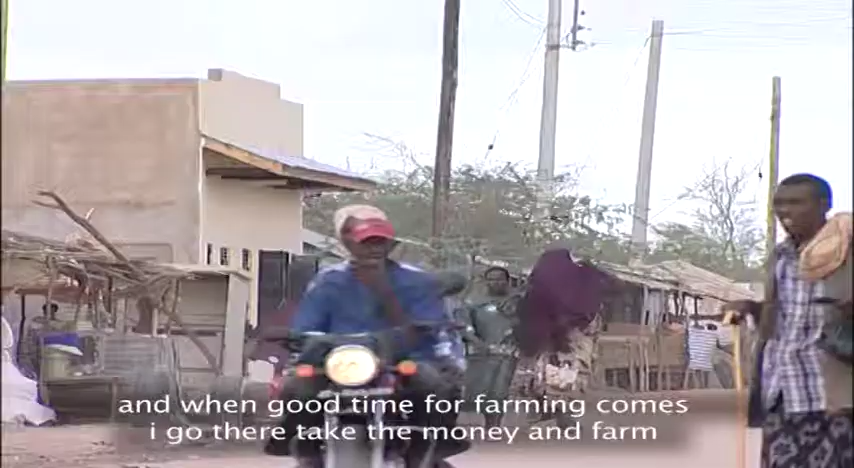 and when good time for farming comes
i go there take the money and farm